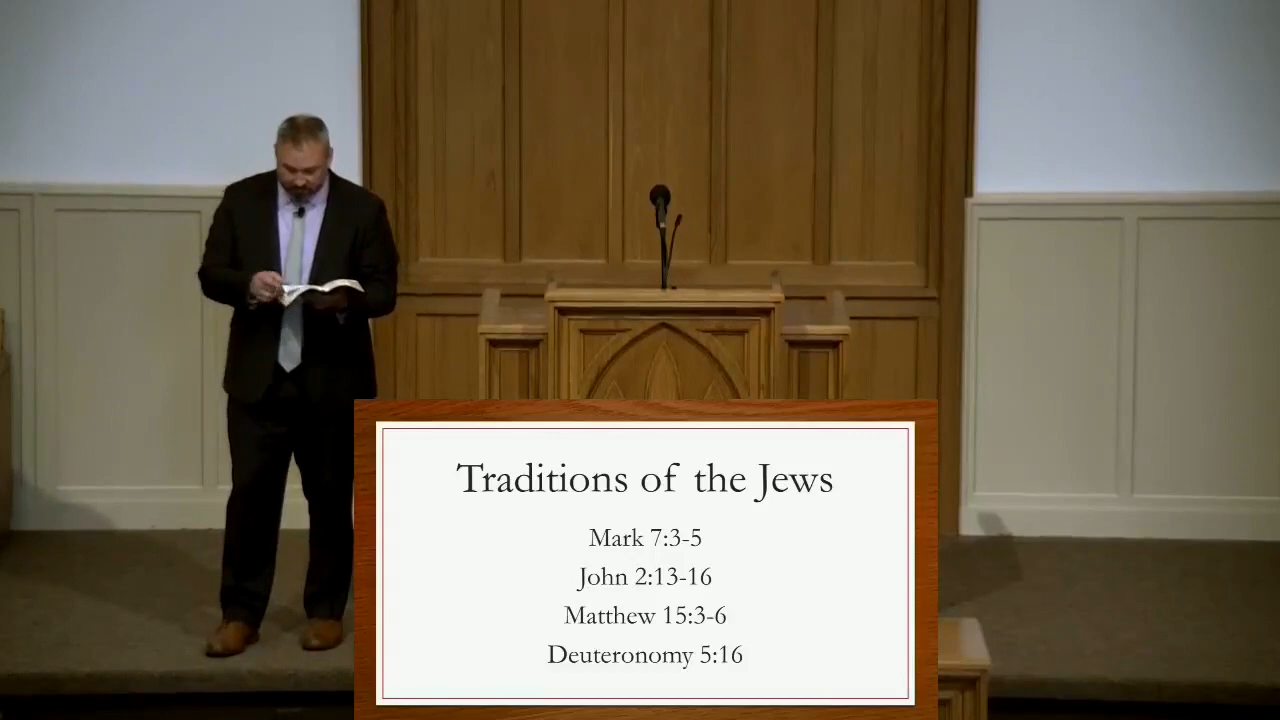 Traditions of the Jews
Mark 7:3-5
John 2:13-16
Matthew 15:3-6
Deuteronomy 5:16